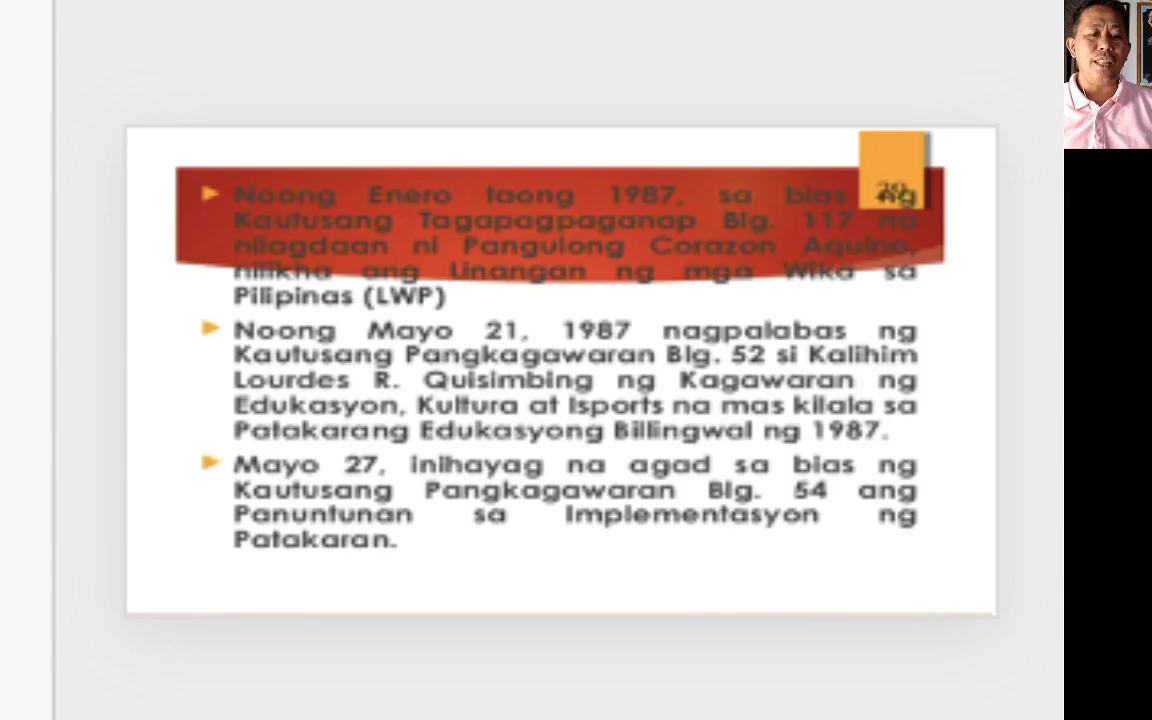 Noong Enero taong 1987, sa bias ng
Kautusang Tagapagpaganap Blg. 117 na
nilagdaan ni Pangulong Corazon Aquino,
nilikha ang Linangan ng mga Wika sa
Pilipinas (LWP)
Noong Mayo 21, 1987 nagpalabas ng
Kautusang Pangkagawaran Blg. 52 si Kalihim
Lourdes R. Quisimbing ng Kagawaran ng
Edukasyon, Kultura at Isports na mas kilala sa
Patakarang Edukasyong Billingwal ng 1987.
Mayo 27, inihayag na agad sa bias ng
Kautusang Pangkagawaran Blg. 54 ang
Panuntunan sa Implementasyon ng
Patakaran.